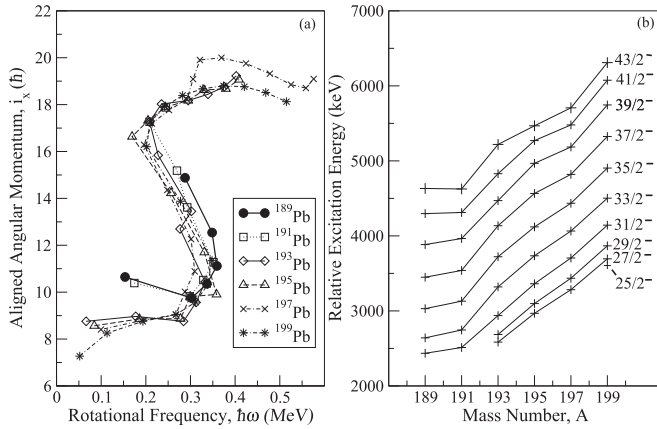 (a)
22
20
18
16
14
12
10
8
6
0
0.1
0.2
0.3
0.4
0.5
0.6
Aligned Angular Momentum, iₓ (ℏ)
Rotational Frequency, ℏω (MeV)
¹⁸⁹Pb
¹⁹¹Pb
¹⁹³Pb
¹⁹⁵Pb
¹⁹⁷Pb
¹⁹⁹Pb
(b)
7000
6000
5000
4000
3000
2000
Relative Excitation Energy (keV)
189 191 193 195 197 199
Mass Number, A
43/2⁻
41/2⁻
39/2⁻
37/2⁻
35/2⁻
33/2⁻
31/2⁻
29/2⁻
27/2⁻
25/2⁻